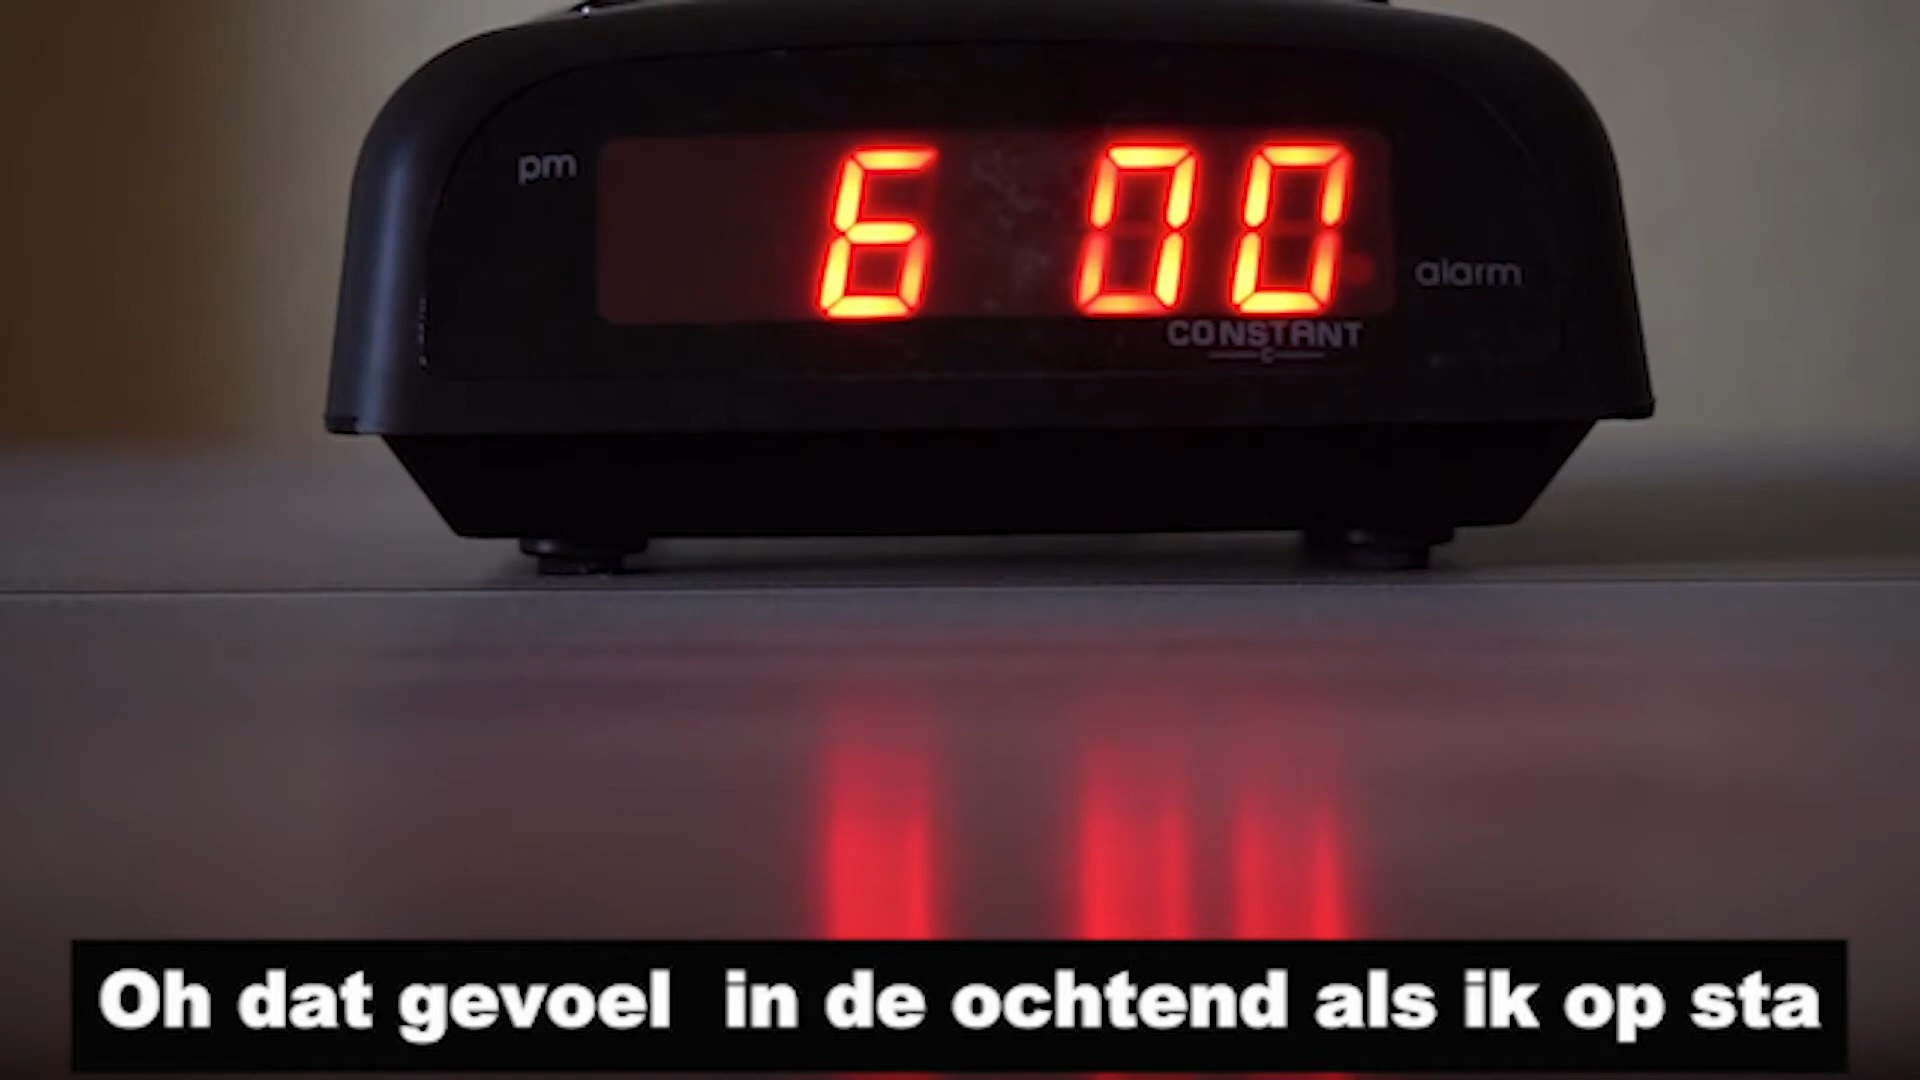 pm
6 00
alarm
CONSTANT
C
Oh dat gevoel  in de ochtend als ik op sta